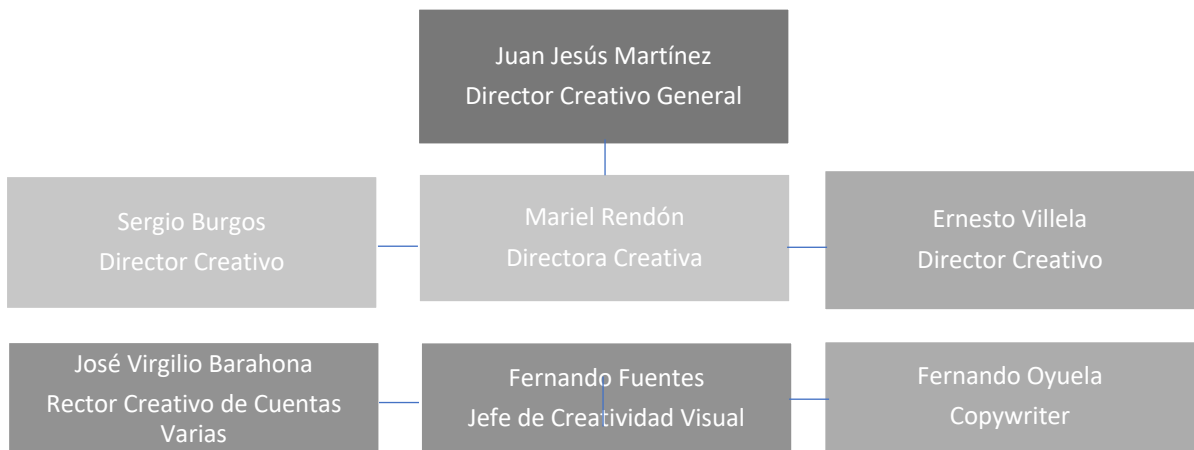 Juan Jesús Martínez
Director Creativo General
Sergio Burgos
Director Creativo
Mariel Rendón
Directora Creativa
Ernesto Villela
Director Creativo
José Virgilio Barahona
Rector Creativo de Cuentas
Varias
Fernando Fuentes
Jefe de Creatividad Visual
Fernando Oyuela
Copywriter